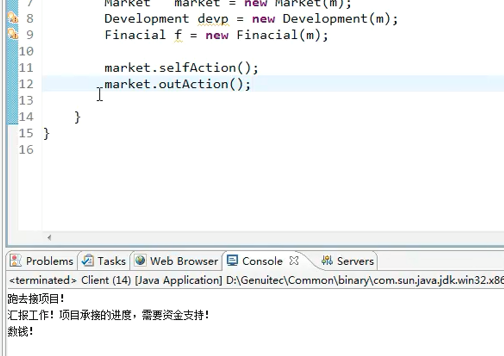 7 Market market = new Market(m);
8 Development devp = new Development(m);
9 Finacial f = new Finacial(m);
10
11 market.selfAction();
12 market.outAction();
13
14 }
15 }
16
Problems Tasks Web Browser Console Servers
<terminated> Client (14) [Java Application] D:\Genuitec\Common\binary\com.sun.java.jdk.win32.x86
跑去接项目！
汇报工作！项目承接的进度，需要资金支持！
数钱！